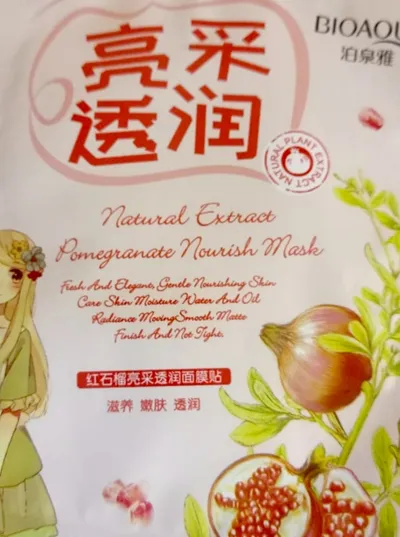 BIOAQU
泊泉雅
亮采
透润
NATURAL PLANT EXTRACT
Natural Extract
Pomegranate Nourish Mask
Fresh And Elegant, Gentle Nourishing Skin
Care Skin Moisture Water And Oil
Radiance MovingSmooth Matte
Finish And Not Tight.
红石榴亮采透润面膜贴
滋养 嫩肤 透润